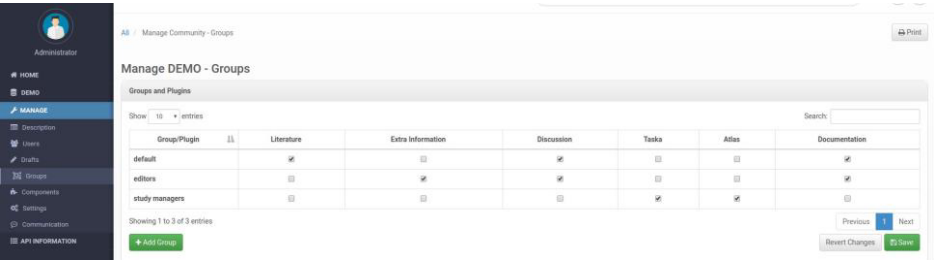 Administrator
HOME
DEMO
MANAGE
Description
Users
Drafts
Groups
Components
Settings
Communication
API INFORMATION
All / Manage Community - Groups
Print
Manage DEMO - Groups
Groups and Plugins
Show 10 entries
Search:
Group/Plugin Literature Extra Information Discussion Taska Atlas Documentation
default
editors
study managers
Showing 1 to 3 of 3 entries
Previous 1 Next
+ Add Group
Revert Changes Save